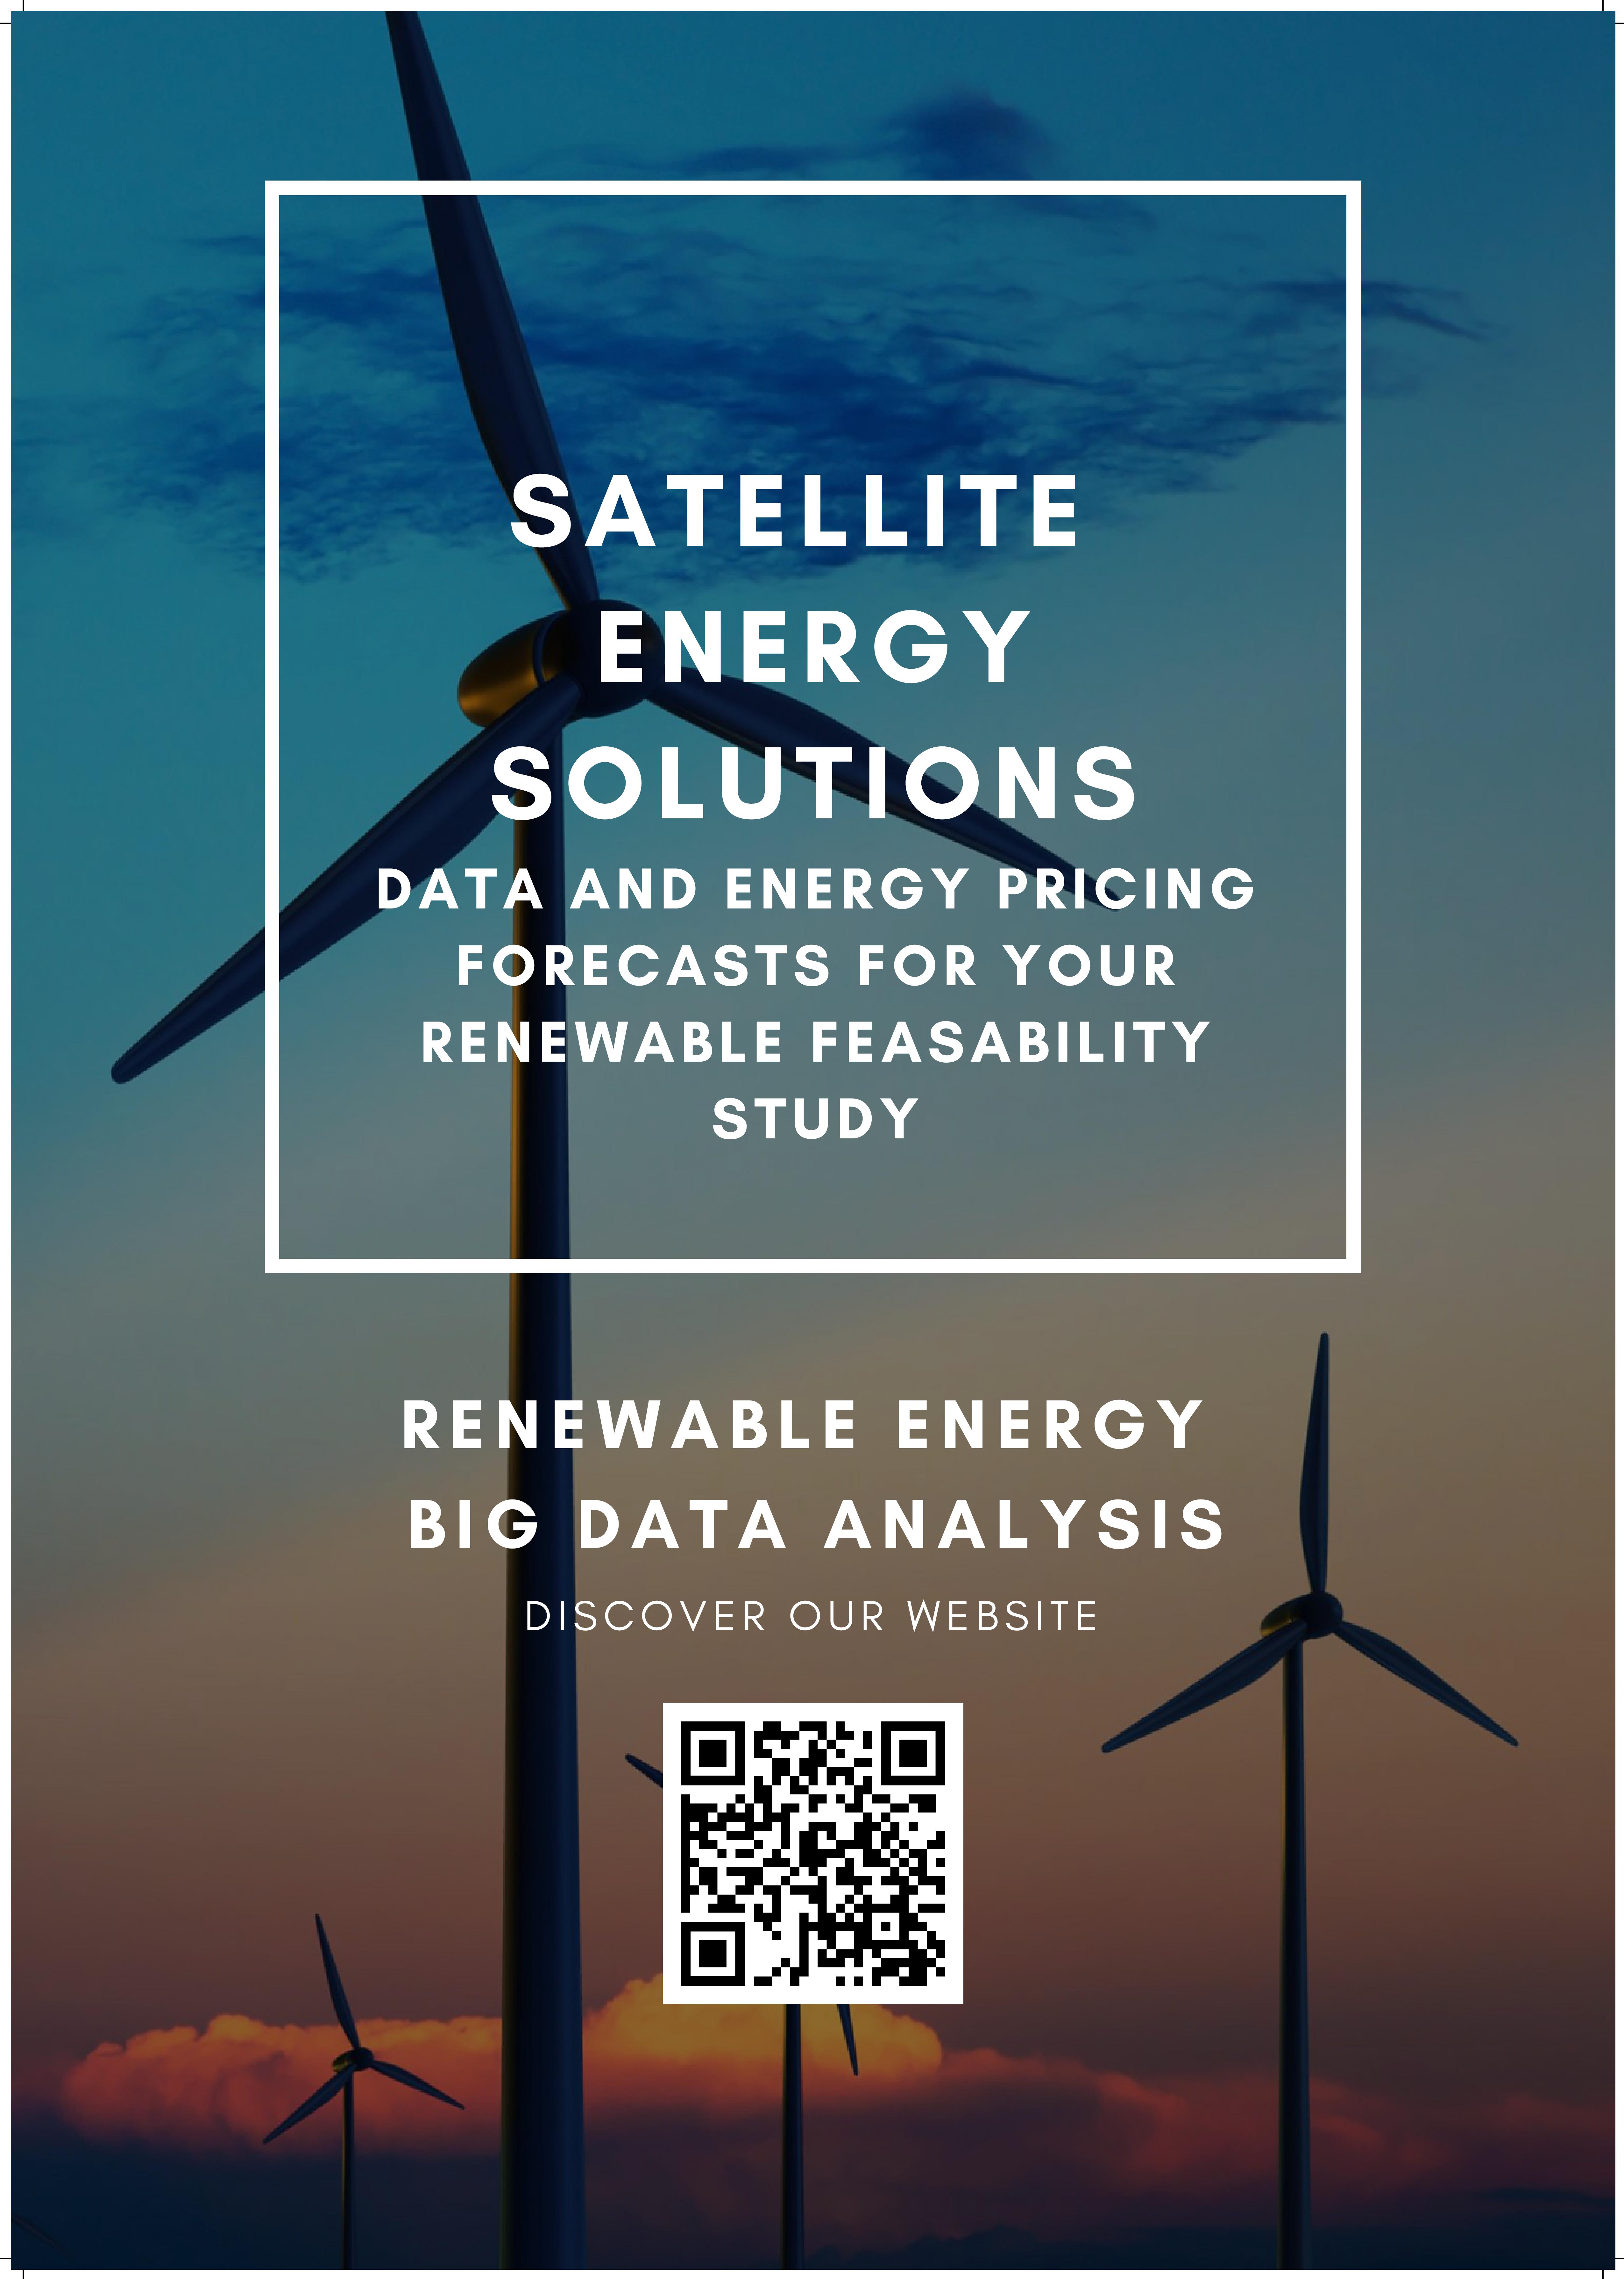 SATELLITE
ENERGY
SOLUTIONS
DATA AND ENERGY PRICING
FORECASTS FOR YOUR
RENEWABLE FEASABILITY
STUDY
RENEWABLE ENERGY
BIG DATA ANALYSIS
DISCOVER OUR WEBSITE